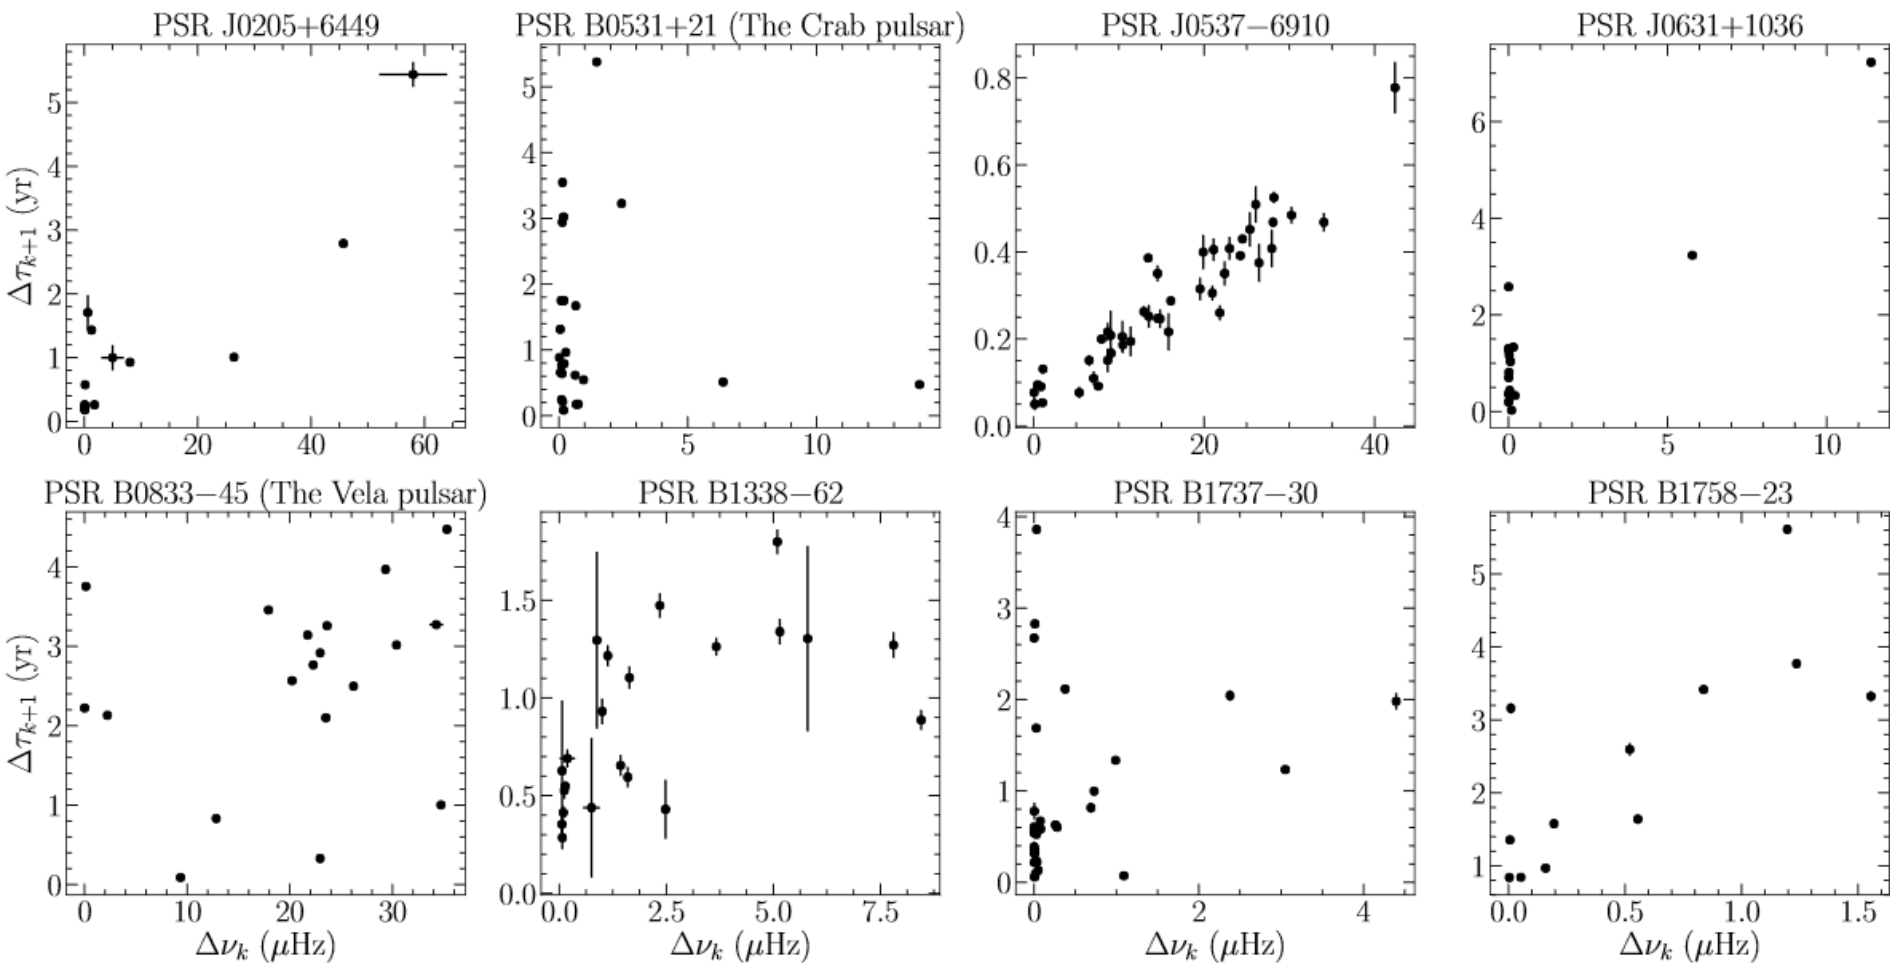 PSR J0205+6449
PSR B0531+21 (The Crab pulsar)
PSR J0537−6910
PSR J0631+1036
Δτk+1 (yr)
5
4
3
2
1
0
0 20 40 60
5
4
3
2
1
0
0 5 10
0.8
0.6
0.4
0.2
0.0
0 20 40
6
4
2
0
0 5 10
PSR B0833−45 (The Vela pulsar)
PSR B1338−62
PSR B1737−30
PSR B1758−23
Δτk+1 (yr)
4
3
2
1
0
0 10 20 30
Δνk (μHz)
1.5
1.0
0.5
0.0
0.0 2.5 5.0 7.5
Δνk (μHz)
4
3
2
1
0
0 2 4
Δνk (μHz)
5
4
3
2
1
0.0 0.5 1.0 1.5
Δνk (μHz)